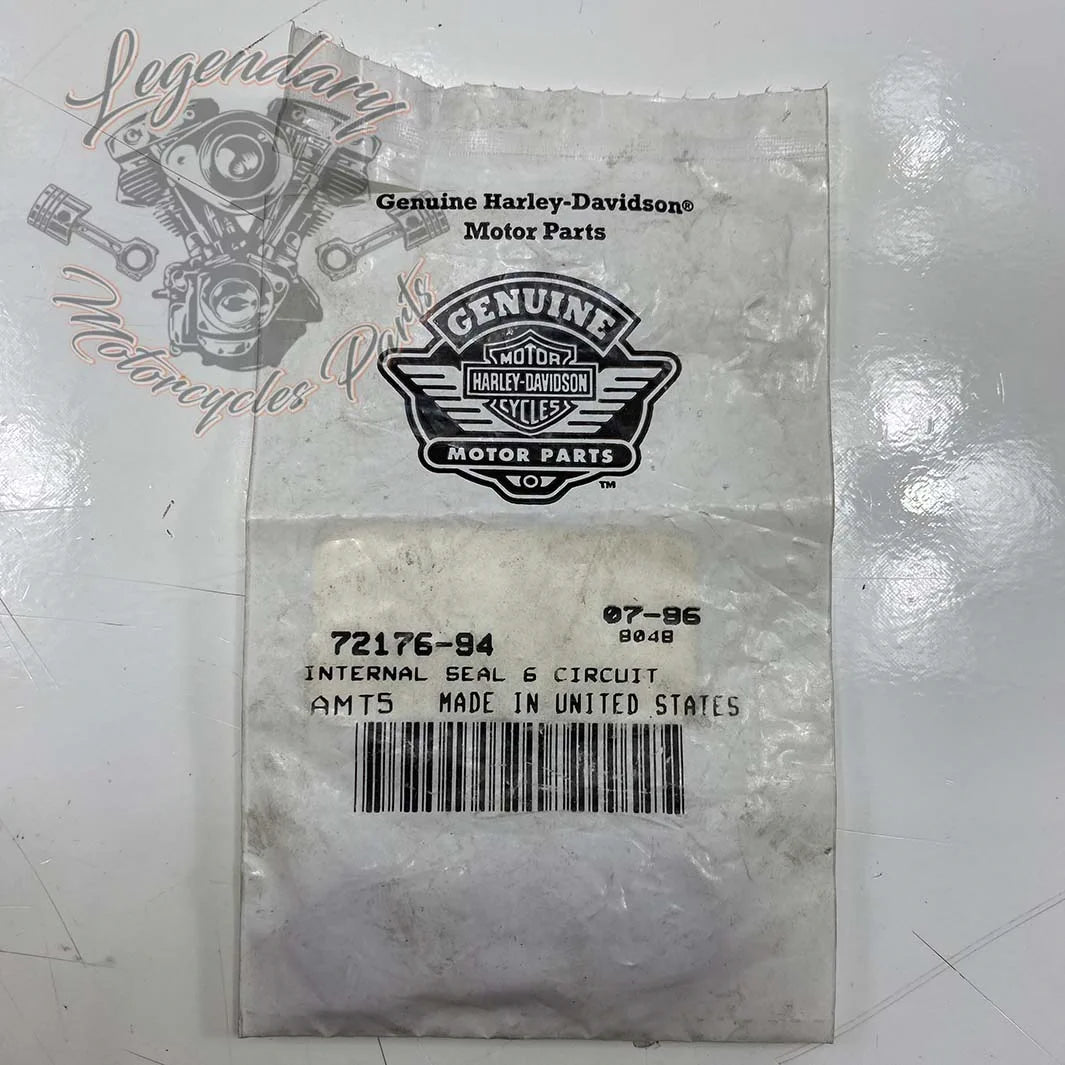 Legendary
Motorcycles Parts
Genuine Harley-Davidson®
Motor Parts
GENUINE
MOTOR
HARLEY-DAVIDSON
CYCLES
MOTOR PARTS
TM
07-96
72176-94
8048
INTERNAL SEAL 6 CIRCUIT
AMT5 MADE IN UNITED STATES